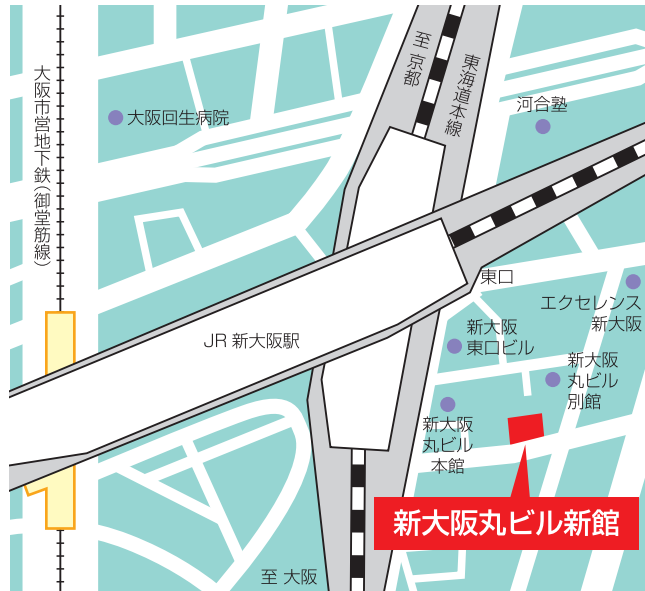 至 京都
東海道本線
大阪市営地下鉄(御堂筋線)
大阪回生病院
河合塾
東口
エクセレンス
新大阪
JR 新大阪駅
新大阪
東口ビル
新大阪
丸ビル
別館
新大阪
丸ビル
本館
新大阪丸ビル新館
至 大阪